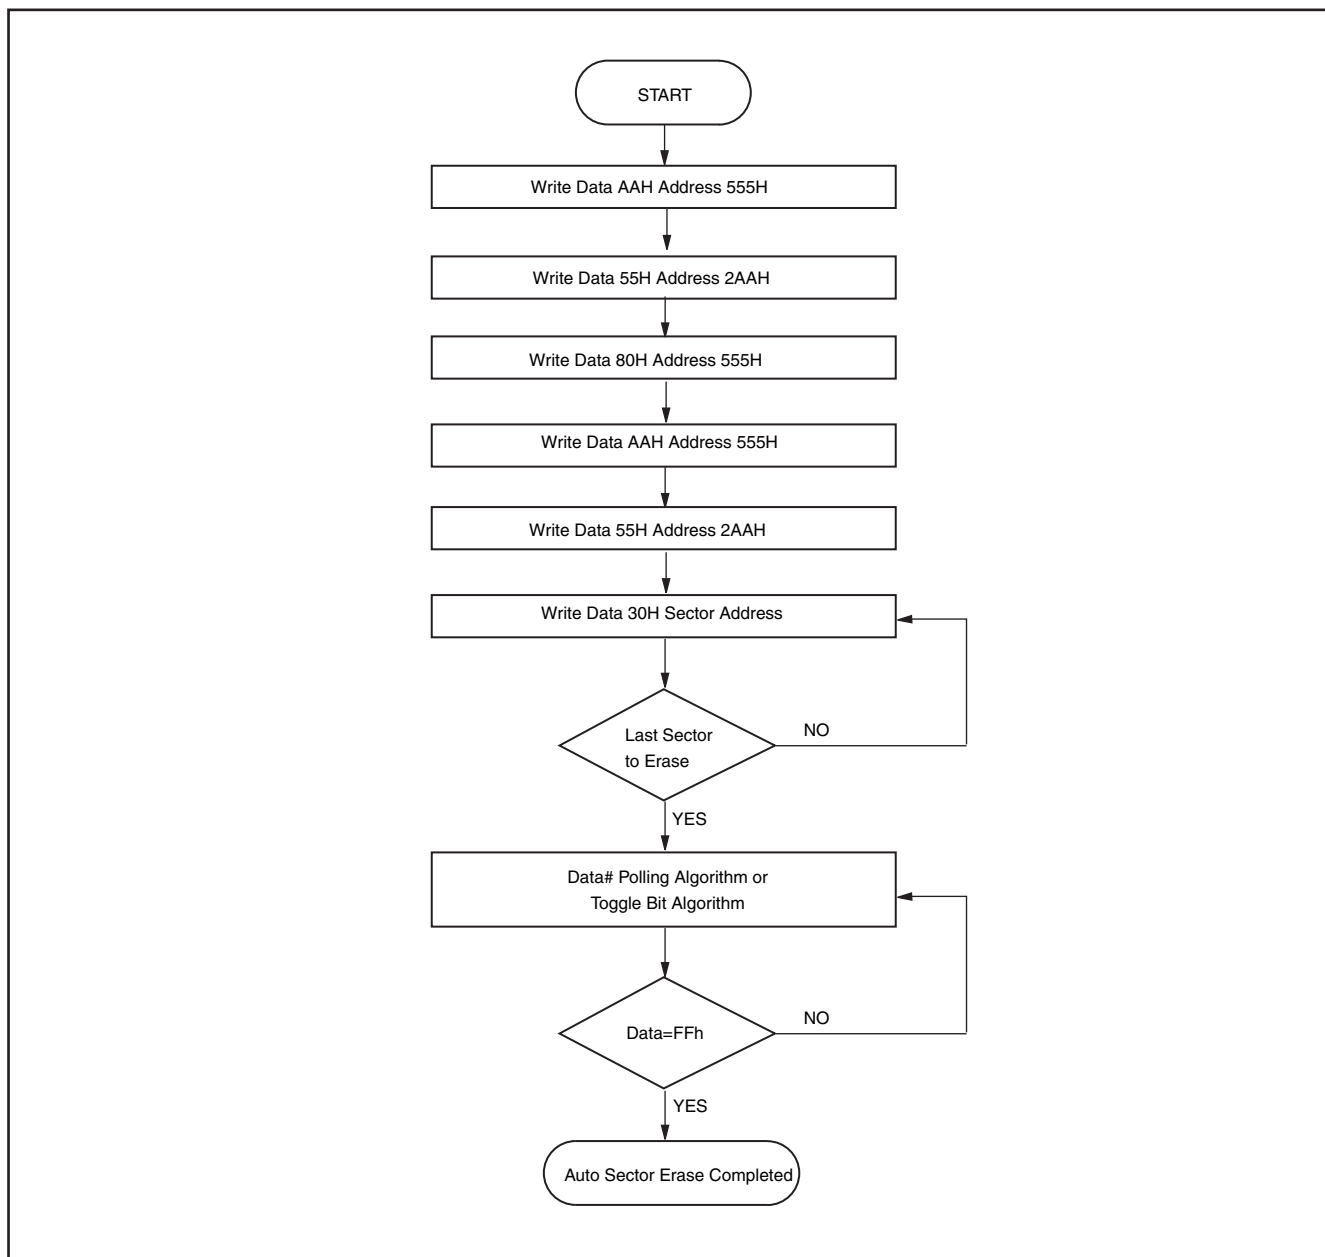 START
Write Data AAH Address 555H
Write Data 55H Address 2AAH
Write Data 80H Address 555H
Write Data AAH Address 555H
Write Data 55H Address 2AAH
Write Data 30H Sector Address
Last Sector
to Erase
NO
YES
Data# Polling Algorithm or
Toggle Bit Algorithm
Data=FFh
NO
YES
Auto Sector Erase Completed